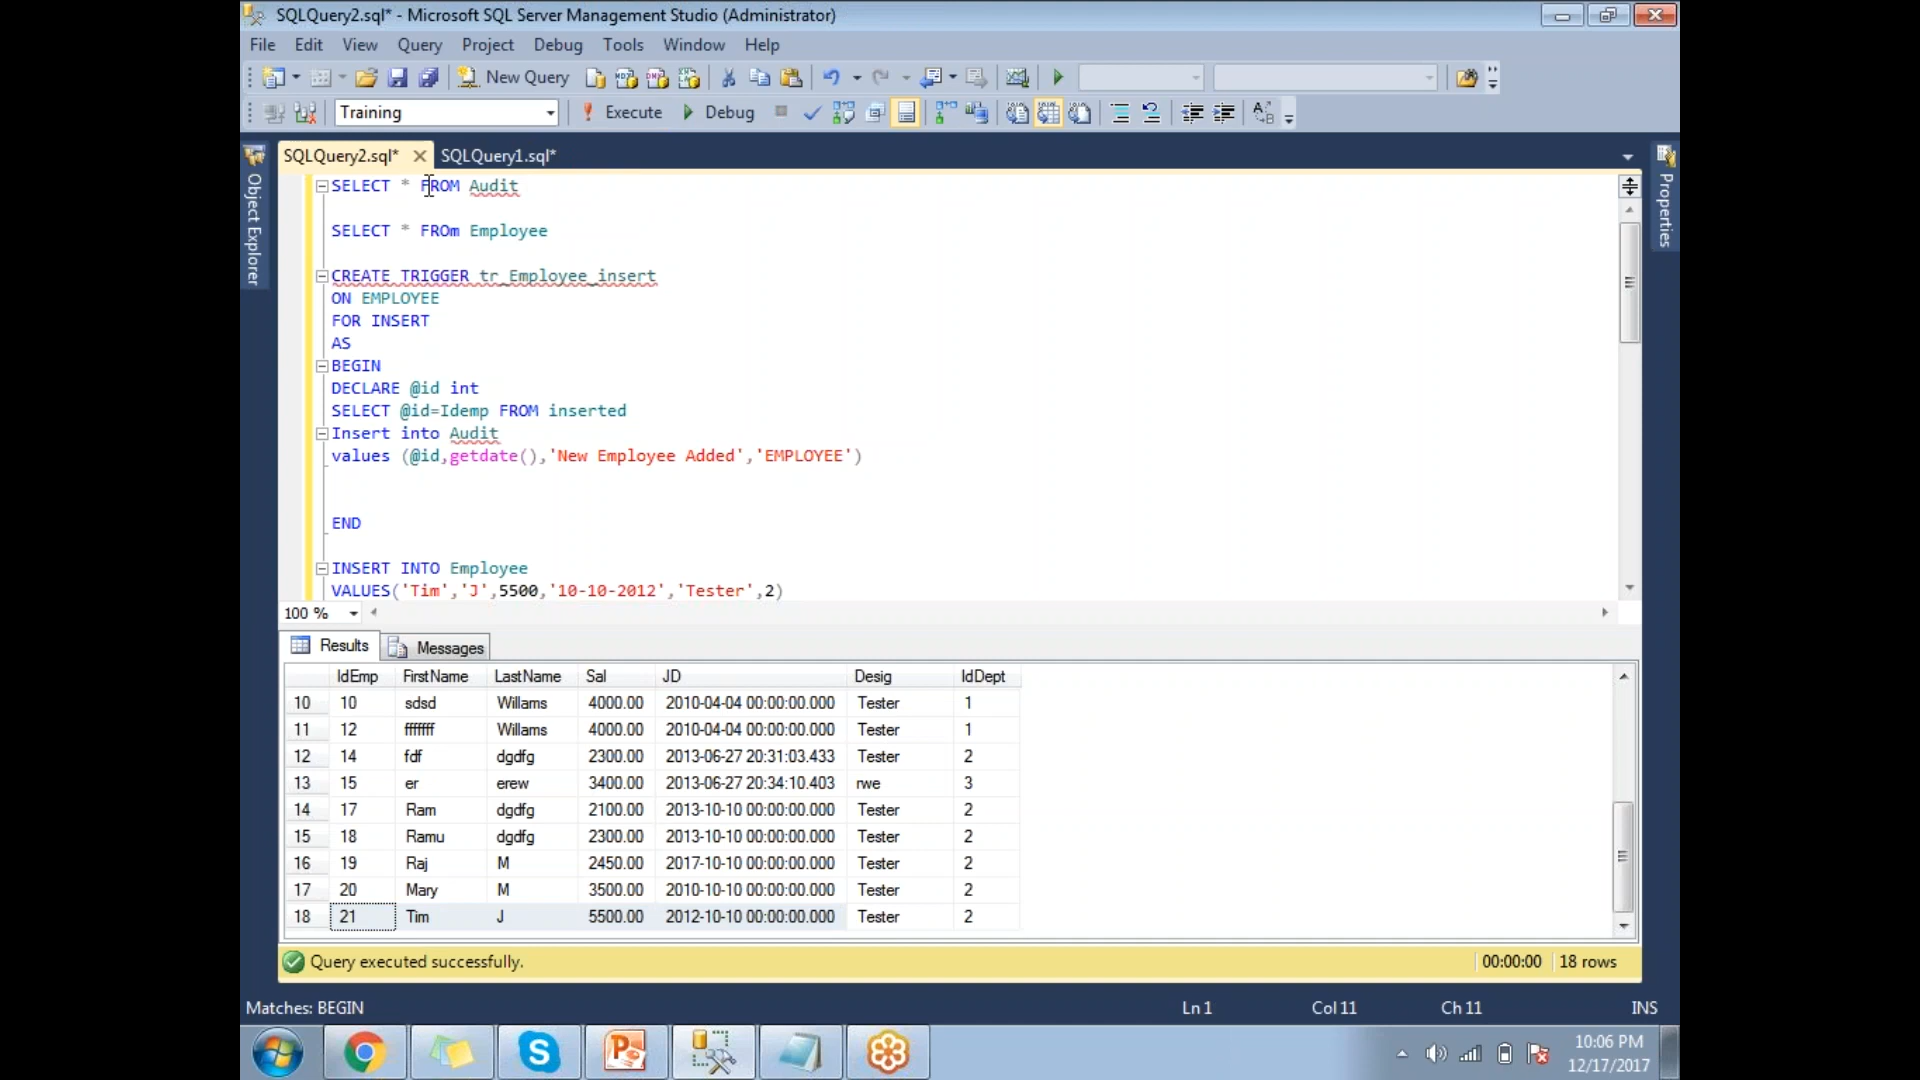 SQLQuery2.sql* - Microsoft SQL Server Management Studio (Administrator)
File Edit View Query Project Debug Tools Window Help
New Query
Training Execute Debug
SQLQuery2.sql* SQLQuery1.sql*
Object Explorer
Properties
SELECT * FROM Audit
SELECT * FROm Employee
CREATE TRIGGER tr_Employee_insert
ON EMPLOYEE
FOR INSERT
AS
BEGIN
DECLARE @id int
SELECT @id=Idemp FROM inserted
Insert into Audit
values (@id,getdate(),'New Employee Added','EMPLOYEE')
END
INSERT INTO Employee
VALUES('Tim','J',5500,'10-10-2012','Tester',2)
100 %
Results Messages
IdEmp FirstName LastName Sal JD Desig IdDept
10 10 sdsd Willams 4000.00 2010-04-04 00:00:00.000 Tester 1
11 12 fffffff Willams 4000.00 2010-04-04 00:00:00.000 Tester 1
12 14 fdf dgdfg 2300.00 2013-06-27 20:31:03.433 Tester 2
13 15 er erew 3400.00 2013-06-27 20:34:10.403 rwe 3
14 17 Ram dgdfg 2100.00 2013-10-10 00:00:00.000 Tester 2
15 18 Ramu dgdfg 2300.00 2013-10-10 00:00:00.000 Tester 2
16 19 Raj M 2450.00 2017-10-10 00:00:00.000 Tester 2
17 20 Mary M 3500.00 2010-10-10 00:00:00.000 Tester 2
18 21 Tim J 5500.00 2012-10-10 00:00:00.000 Tester 2
Query executed successfully. 00:00:00 18 rows
Matches: BEGIN Ln 1 Col 11 Ch 11 INS
10:06 PM
12/17/2017